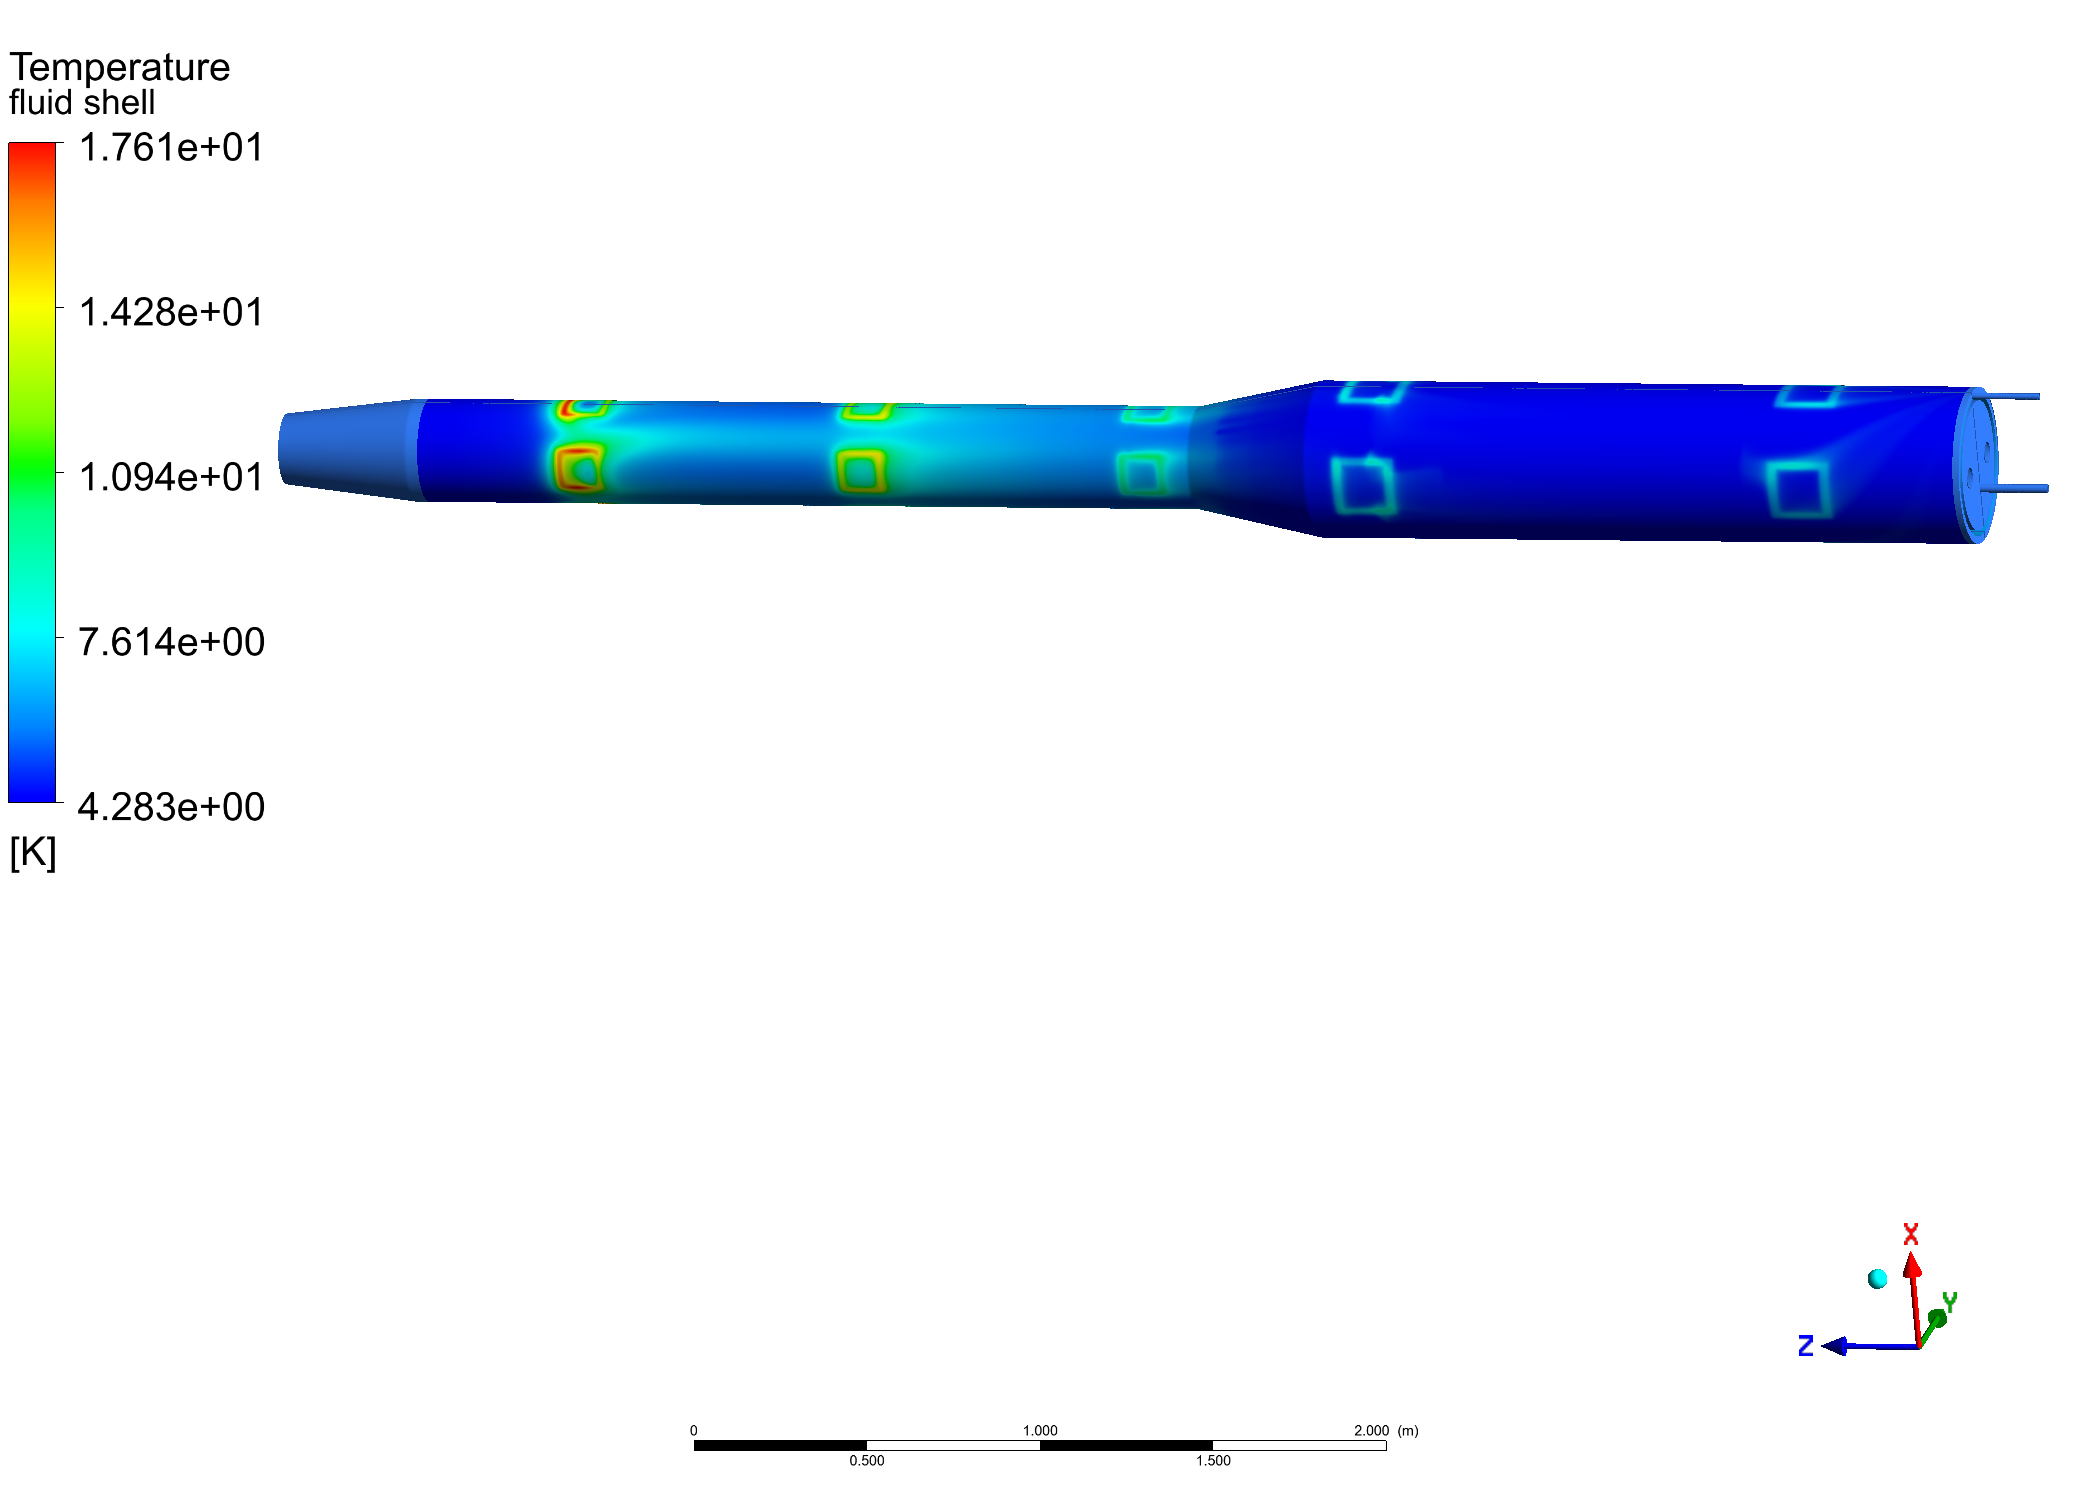 Temperature
fluid shell
1.761e+01
1.428e+01
1.094e+01
7.614e+00
4.283e+00
[K]
X
Y
Z
0
1.000
2.000 (m)
0.500
1.500